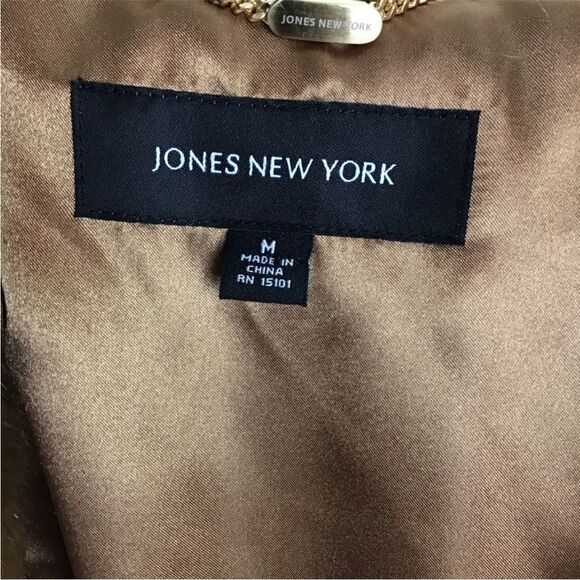 JONES NEW YORK
JONES NEW YORK
M
MADE IN
CHINA
RN 15101